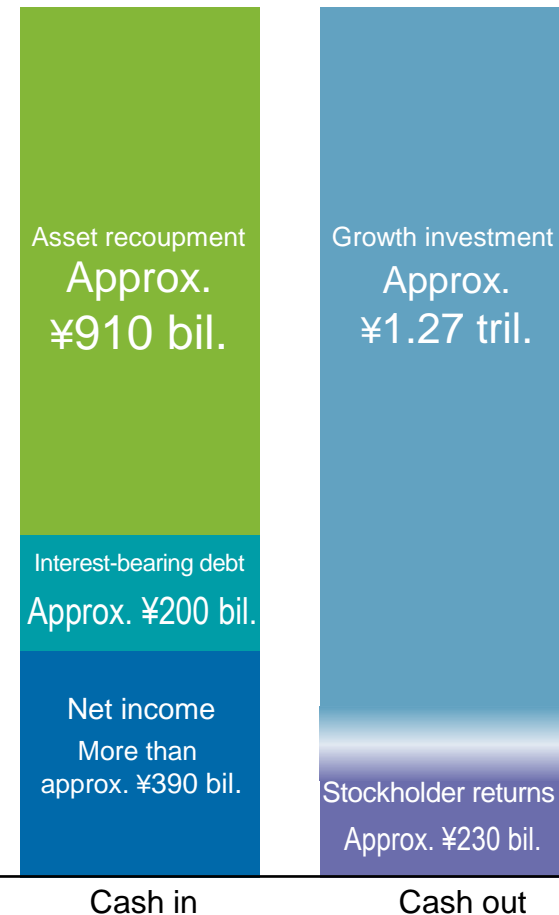 Asset recoupment
Approx.
¥910 bil.
Interest-bearing debt
Approx. ¥200 bil.
Net income
More than
approx. ¥390 bil.
Growth investment
Approx.
¥1.27 tril.
Stockholder returns
Approx. ¥230 bil.
Cash in
Cash out